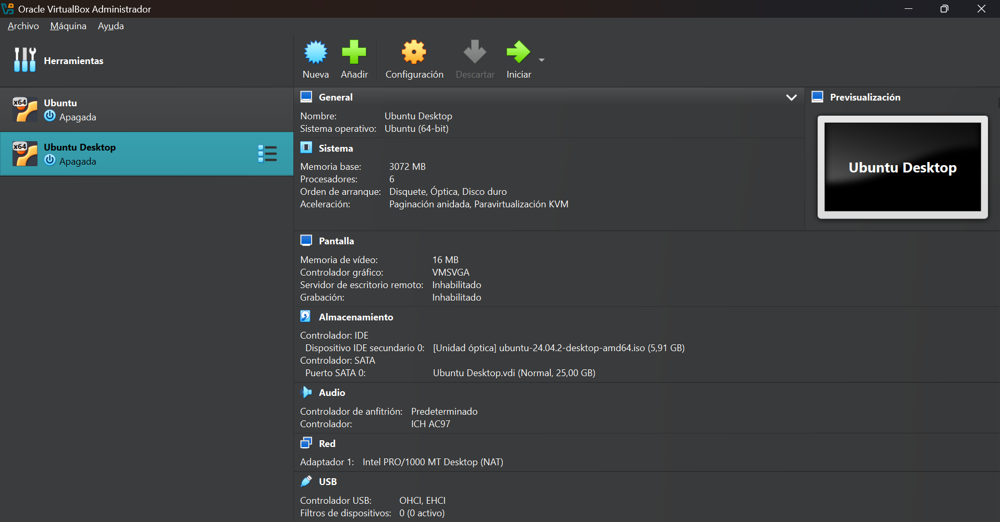 Oracle VirtualBox Administrador
Archivo Máquina Ayuda
Herramientas
Nueva Añadir Configuración Descartar Iniciar
x64 Ubuntu
Apagada
x64 Ubuntu Desktop
Apagada
General
Nombre: Ubuntu Desktop
Sistema operativo: Ubuntu (64-bit)
Sistema
Memoria base: 3072 MB
Procesadores: 6
Orden de arranque: Disquete, Óptica, Disco duro
Aceleración: Paginación anidada, Paravirtualización KVM
Previsualización
Ubuntu Desktop
Pantalla
Memoria de vídeo: 16 MB
Controlador gráfico: VMSVGA
Servidor de escritorio remoto: Inhabilitado
Grabación: Inhabilitado
Almacenamiento
Controlador: IDE
Dispositivo IDE secundario 0: [Unidad óptica] ubuntu-24.04.2-desktop-amd64.iso (5,91 GB)
Controlador: SATA
Puerto SATA 0: Ubuntu Desktop.vdi (Normal, 25,00 GB)
Audio
Controlador de anfitrión: Predeterminado
Controlador: ICH AC97
Red
Adaptador 1: Intel PRO/1000 MT Desktop (NAT)
USB
Controlador USB: OHCI, EHCI
Filtros de dispositivos: 0 (0 activo)